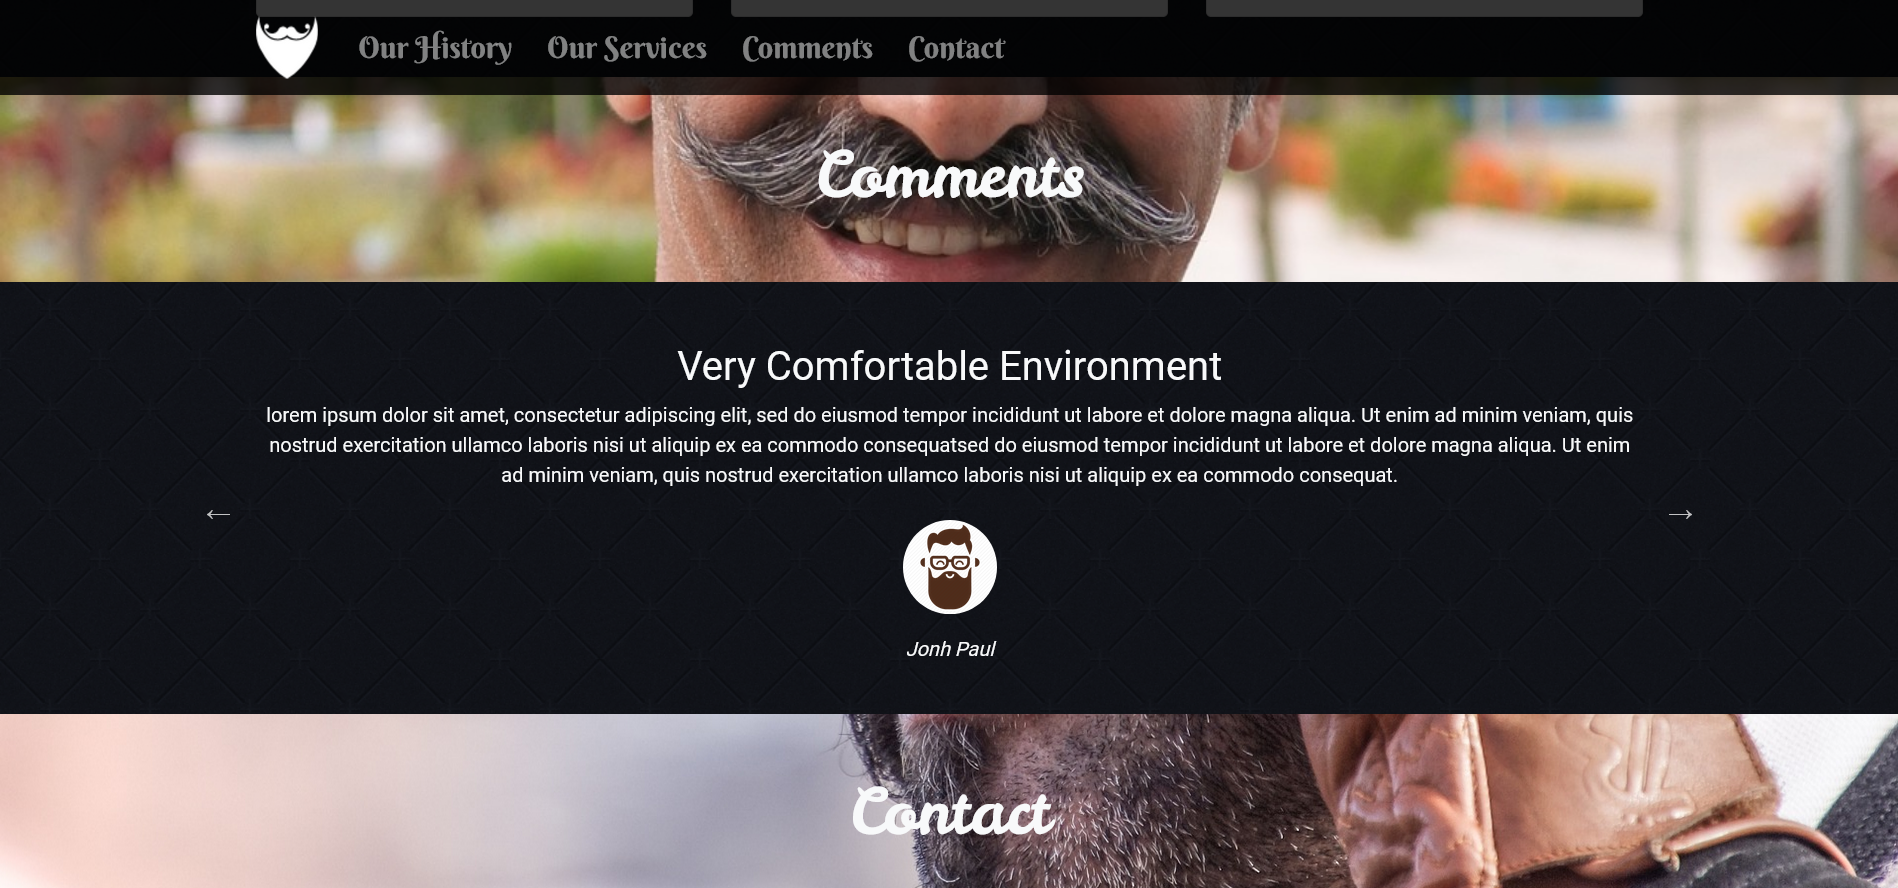 Our History Our Services Comments Contact
Comments
Very Comfortable Environment
lorem ipsum dolor sit amet, consectetur adipiscing elit, sed do eiusmod tempor incididunt ut labore et dolore magna aliqua. Ut enim ad minim veniam, quis
nostrud exercitation ullamco laboris nisi ut aliquip ex ea commodo consequatsed do eiusmod tempor incididunt ut labore et dolore magna aliqua. Ut enim
ad minim veniam, quis nostrud exercitation ullamco laboris nisi ut aliquip ex ea commodo consequat.
← →
Jonh Paul
Contact